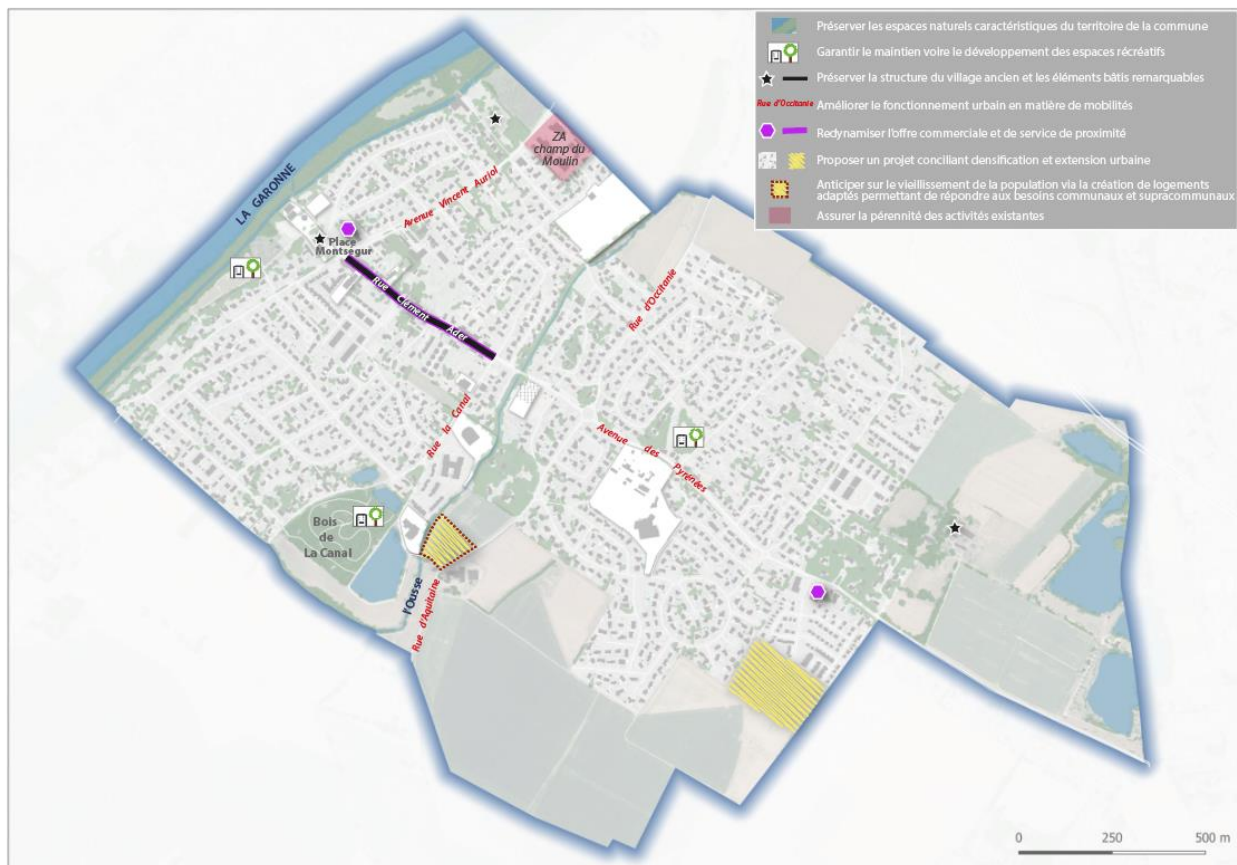 Préserver les espaces naturels caractéristiques du territoire de la commune
Garantir le maintien voire le développement des espaces récréatifs
Préserver la structure du village ancien et les éléments bâtis remarquables
Rue d'Occitanie
Améliorer le fonctionnement urbain en matière de mobilités
Redynamiser l'offre commerciale et de service de proximité
Proposer un projet conciliant densification et extension urbaine
Anticiper sur le vieillissement de la population via la création de logements
adaptés permettant de répondre aux besoins communaux et supracommunaux
Assurer la pérennité des activités existantes
ZA
champ du
Moulin
LA GARONNE
Avenue Vincent Auriol
Place
Montségur
Rue Clément Ader
Rue d'Occitanie
Rue la Canal
Avenue des Pyrénées
Bois
de
La Canal
l'Ousse
Rue d'Aquitaine
0 250 500 m